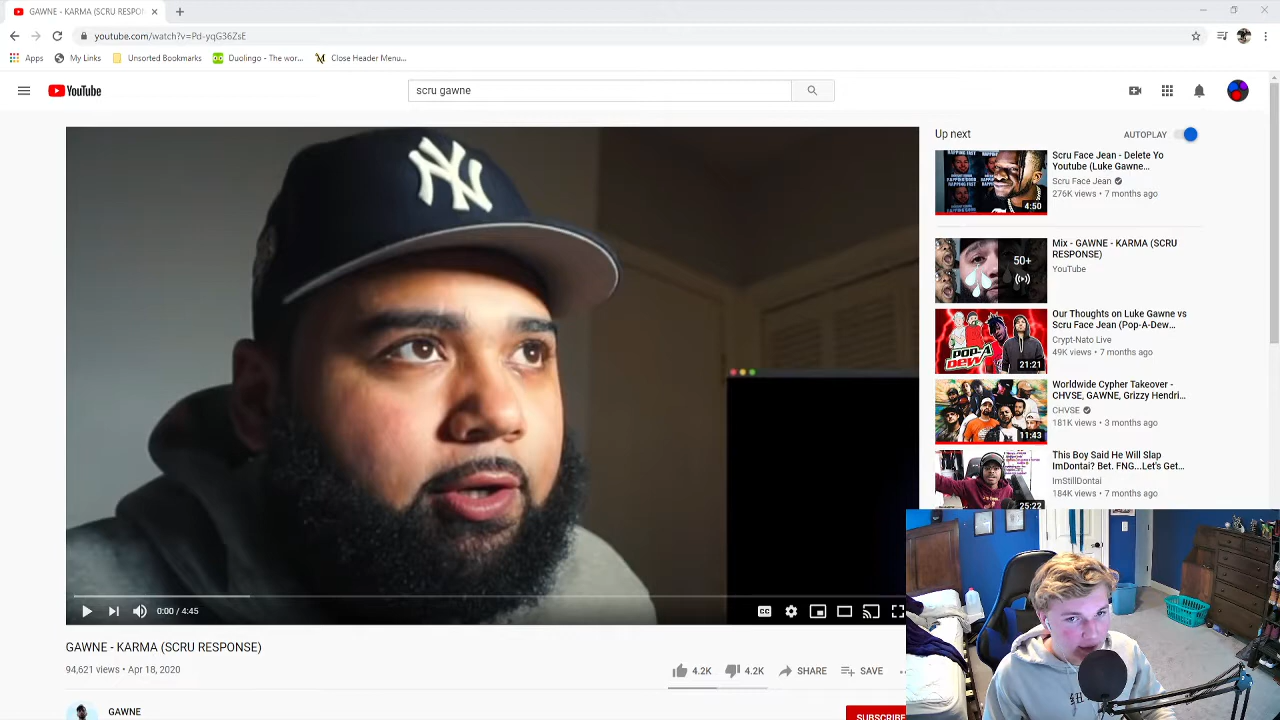 GAWNE - KARMA (SCRU RESPON
youtube.com/watch?v=Pd-yqG36ZsE
Apps
My Links
Unsorted Bookmarks
Duolingo - The wor...
Close Header Menu...
YouTube
scru gawne
Up next
AUTOPLAY
Scru Face Jean - Delete Yo
Youtube (Luke Gawne...
Scru Face Jean
276K views • 7 months ago
4:50
Mix - GAWNE - KARMA (SCRU
RESPONSE)
YouTube
50+
Our Thoughts on Luke Gawne vs
Scru Face Jean (Pop-A-Dew...
Crypt-Nato Live
49K views • 7 months ago
POP-A
DEW
21:21
Worldwide Cypher Takeover -
CHVSE, GAWNE, Grizzy Hendri...
CHVSE
181K views • 3 months ago
11:43
This Boy Said He Will Slap
ImDontai? Bet. FNG...Let's Get...
ImStillDontai
184K views • 7 months ago
25:22
NY
0:00 / 4:45
CC
GAWNE - KARMA (SCRU RESPONSE)
94,621 views • Apr 18, 2020
4.2K
4.2K
SHARE
SAVE
GAWNE
SUBSCRIBE